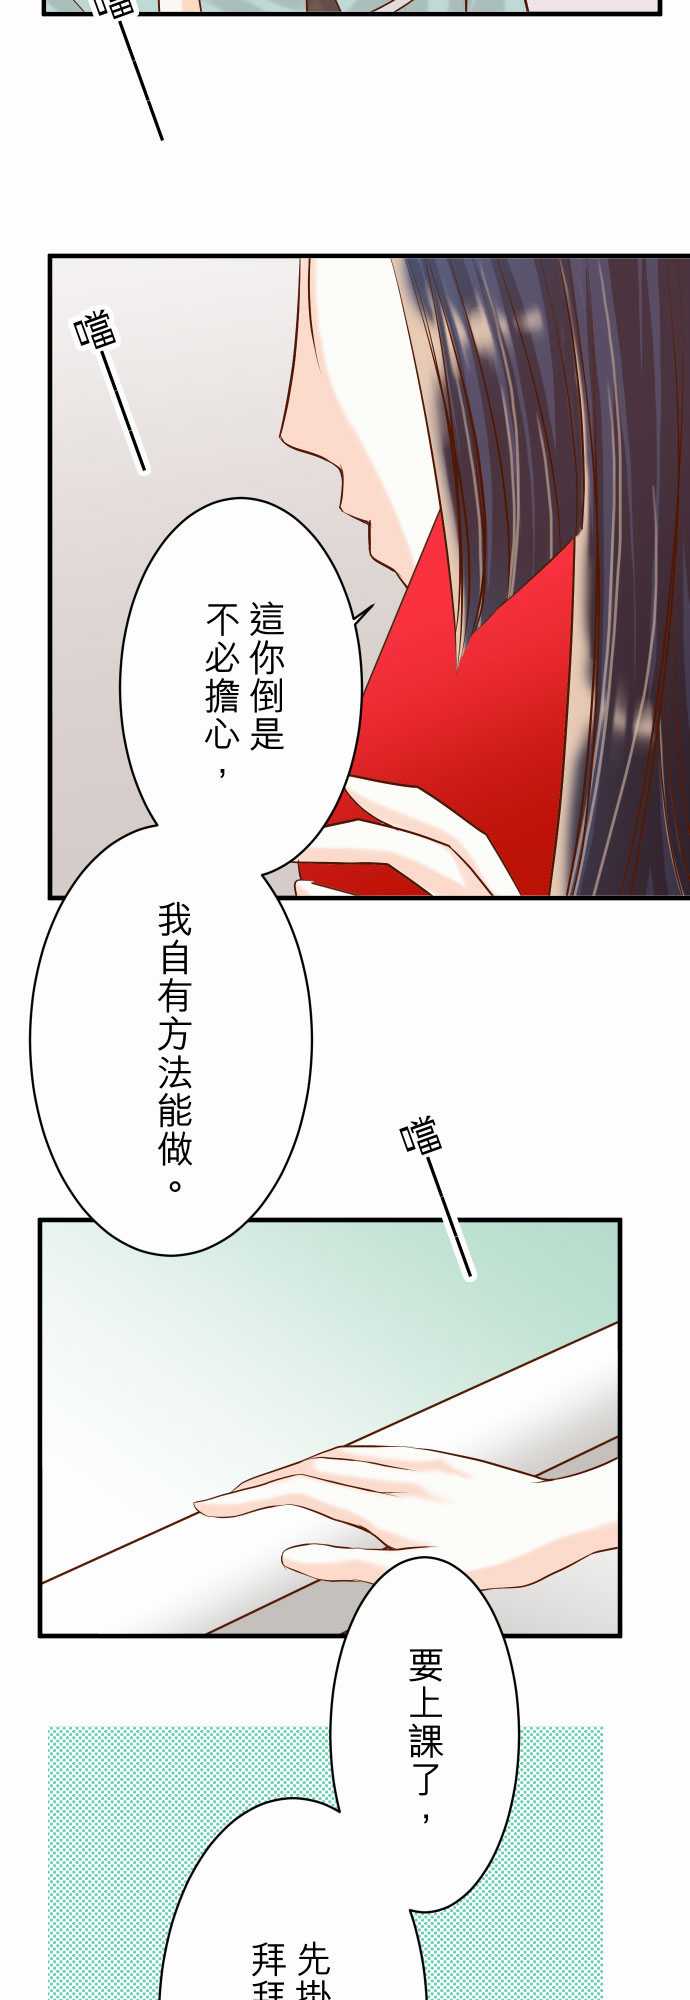 噹
噹
這你倒是
不必擔心，
我自有方法能做。
噹
要上課了，
先掛
拜拜